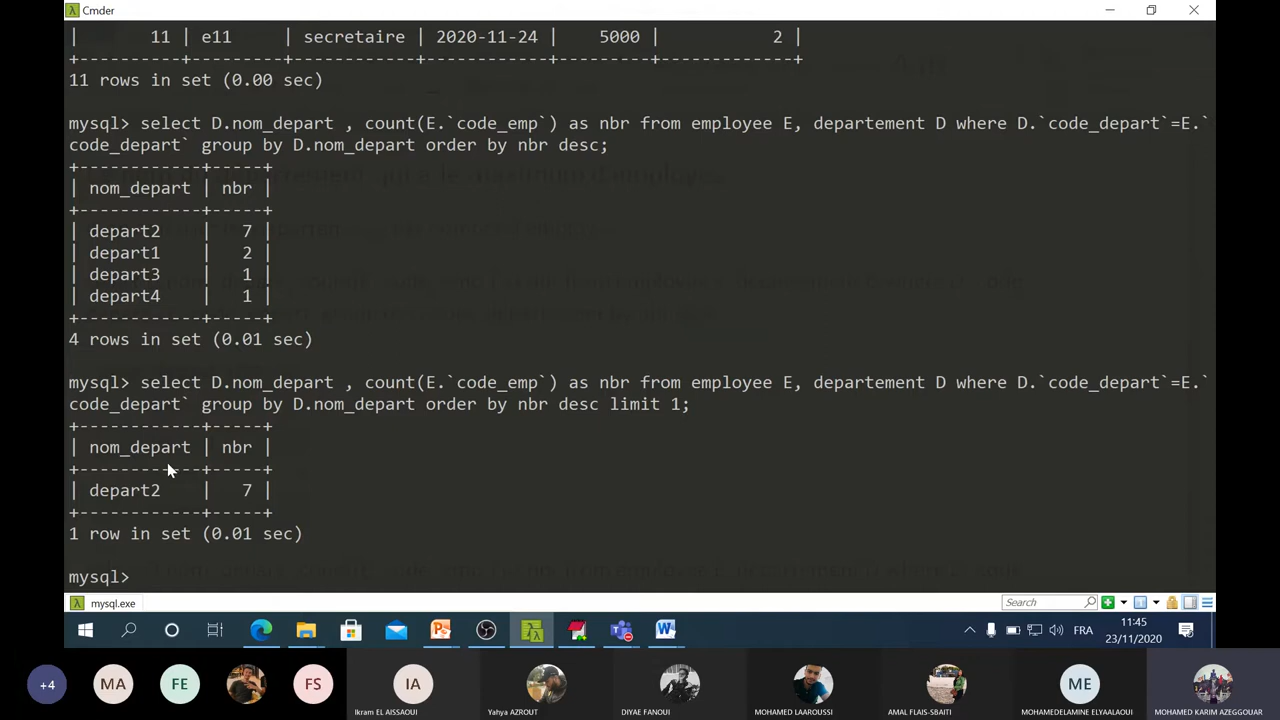 Cmder
|       11 | e11     | secretaire | 2020-11-24 |    5000 |           2 |
+----------+---------+------------+------------+---------+-------------+
11 rows in set (0.00 sec)
mysql> select D.nom_depart , count(E.`code_emp`) as nbr from employee E, departement D where D.`code_depart`=E.`
code_depart` group by D.nom_depart order by nbr desc;
+------------+-----+
| nom_depart | nbr |
+------------+-----+
| depart2    |   7 |
| depart1    |   2 |
| depart3    |   1 |
| depart4    |   1 |
+------------+-----+
4 rows in set (0.01 sec)
mysql> select D.nom_depart , count(E.`code_emp`) as nbr from employee E, departement D where D.`code_depart`=E.`
code_depart` group by D.nom_depart order by nbr desc limit 1;
+------------+-----+
| nom_depart | nbr |
+------------+-----+
| depart2    |   7 |
+------------+-----+
1 row in set (0.01 sec)
mysql>
mysql.exe
Search
FRA
11:45
23/11/2020
+4
MA
FE
FS
IA
ME
Ikram EL AISSAOUI
Yahya AZROUT
DIYAE FANOUI
MOHAMED LAAROUSSI
AMAL FLAIS-SBAITI
MOHAMEDELAMINE ELYAALAOUI
MOHAMED KARIM AZEGGOUAR